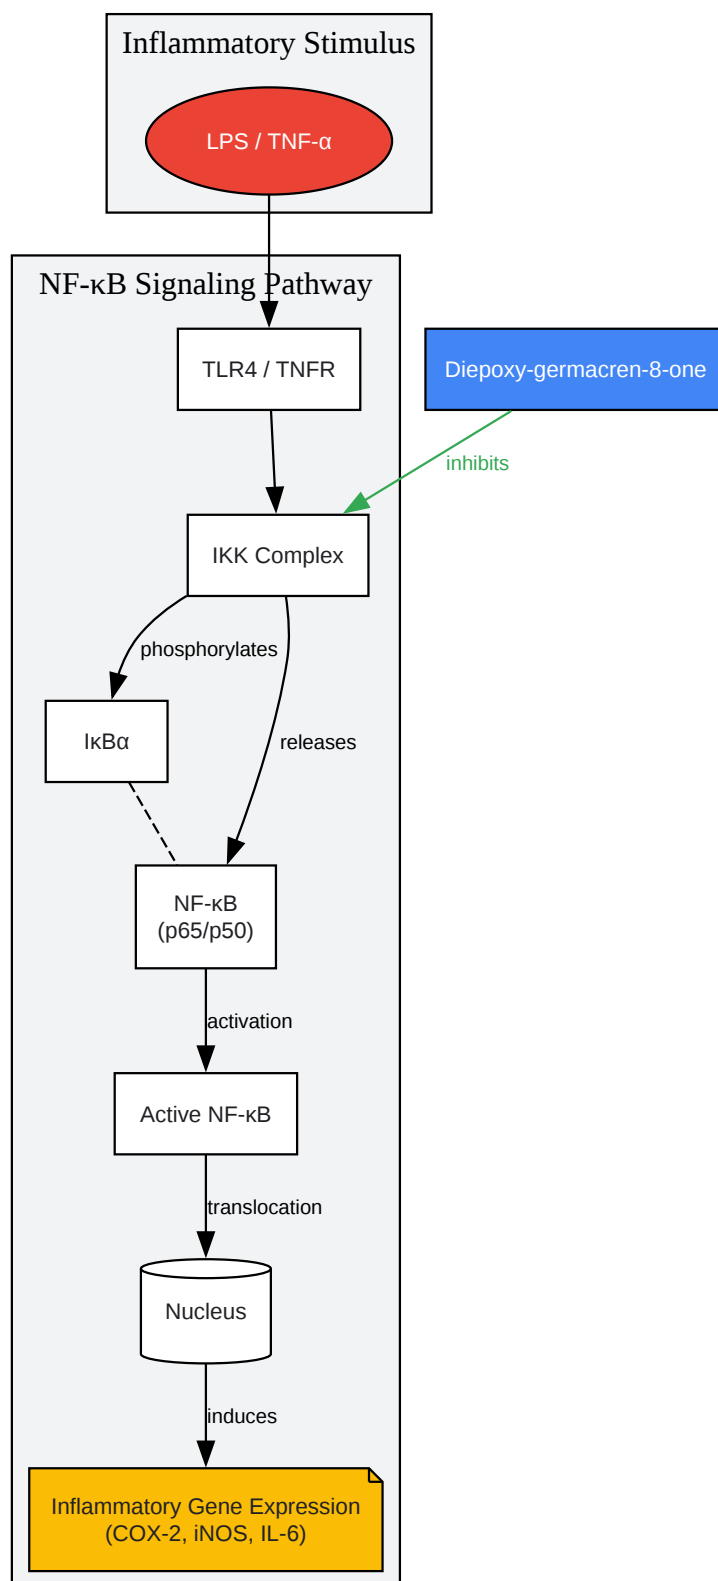 Inflammatory Stimulus
LPS / TNF-α
NF-κB Signaling Pathway
TLR4 / TNFR
Diepoxy-germacren-8-one
inhibits
IKK Complex
phosphorylates
IκBα
releases
NF-κB
(p65/p50)
activation
Active NF-κB
translocation
Nucleus
induces
Inflammatory Gene Expression
(COX-2, iNOS, IL-6)